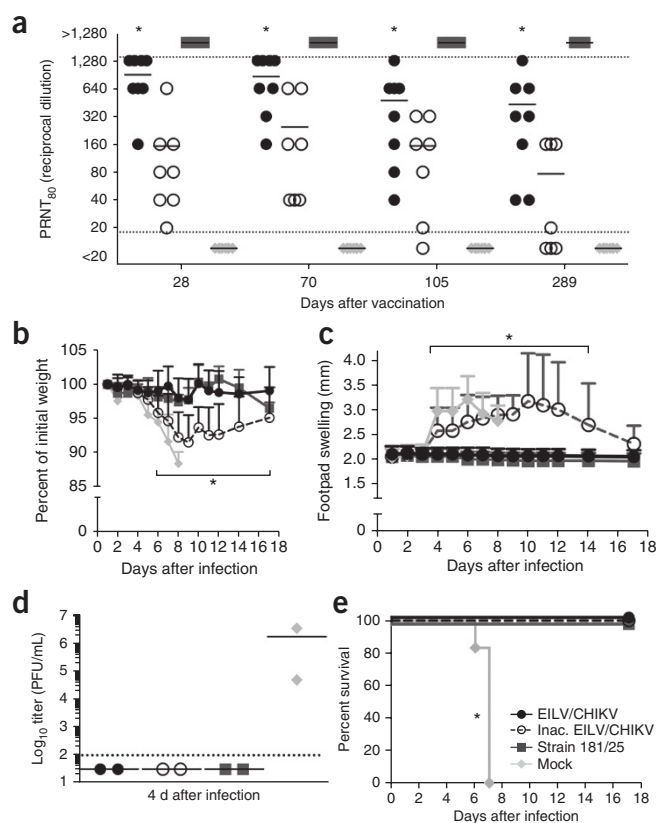 a
* * * *
>1,280
1,280
640
320
160
80
40
20
<20
PRNT80 (reciprocal dilution)
28 70 105 289
Days after vaccination
b
105
100
95
90
85
0
Percent of initial weight
*
0 2 4 6 8 10 12 14 16 18
Days after infection
c
*
4.0
3.5
3.0
2.5
2.0
1.5
0
Footpad swelling (mm)
0 2 4 6 8 10 12 14 16 18
Days after infection
d
7
6
5
4
3
2
1
Log10 titer (PFU/mL)
4 d after infection
e
100
80
60
40
20
0
Percent survival
*
EILV/CHIKV
Inac. EILV/CHIKV
Strain 181/25
Mock
0 2 4 6 8 10 12 14 16 18
Days after infection